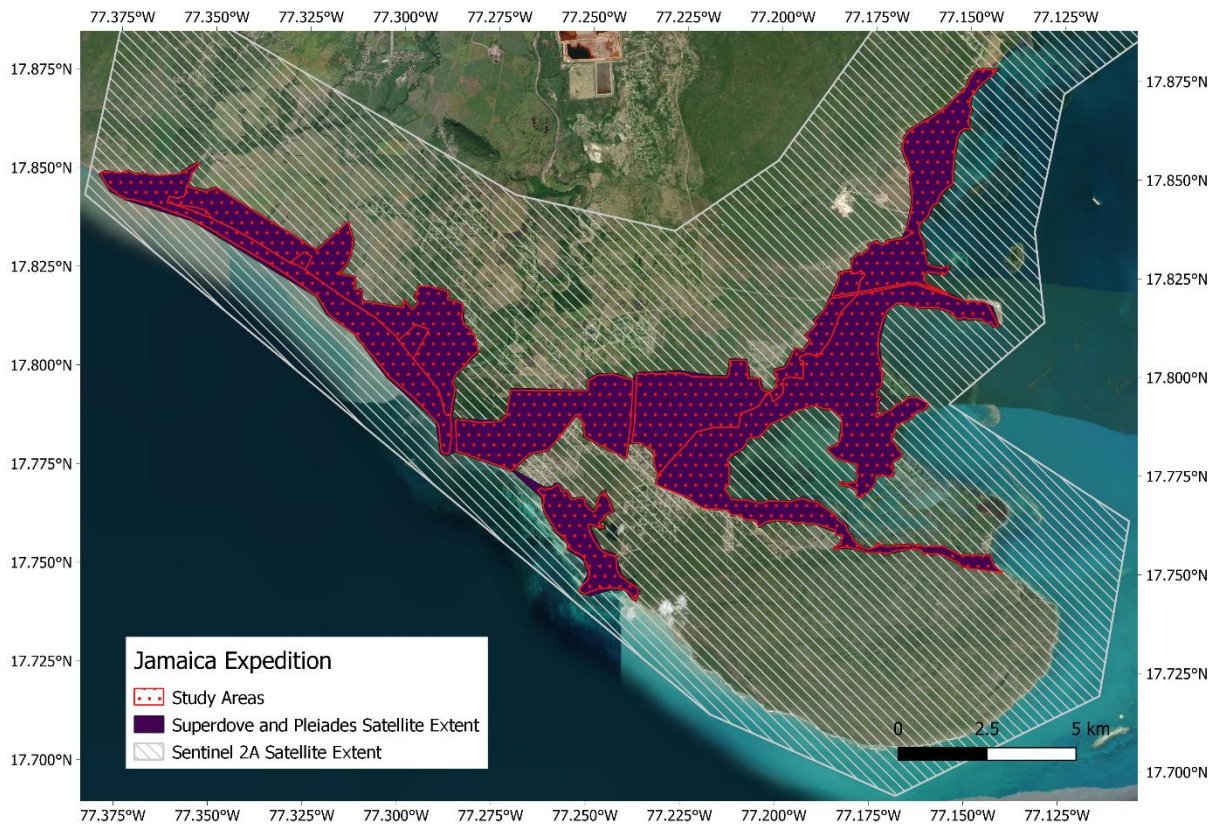 77.375°W 77.350°W 77.325°W 77.300°W 77.275°W 77.250°W 77.225°W 77.200°W 77.175°W 77.150°W 77.125°W
17.875°N 17.875°N
17.850°N 17.850°N
17.825°N 17.825°N
17.800°N 17.800°N
17.775°N 17.775°N
17.750°N 17.750°N
17.725°N 17.725°N
17.700°N 17.700°N
Jamaica Expedition
Study Areas
Superdove and Pleiades Satellite Extent
Sentinel 2A Satellite Extent
0 2.5 5 km
77.375°W 77.350°W 77.325°W 77.300°W 77.275°W 77.250°W 77.225°W 77.200°W 77.175°W 77.150°W 77.125°W